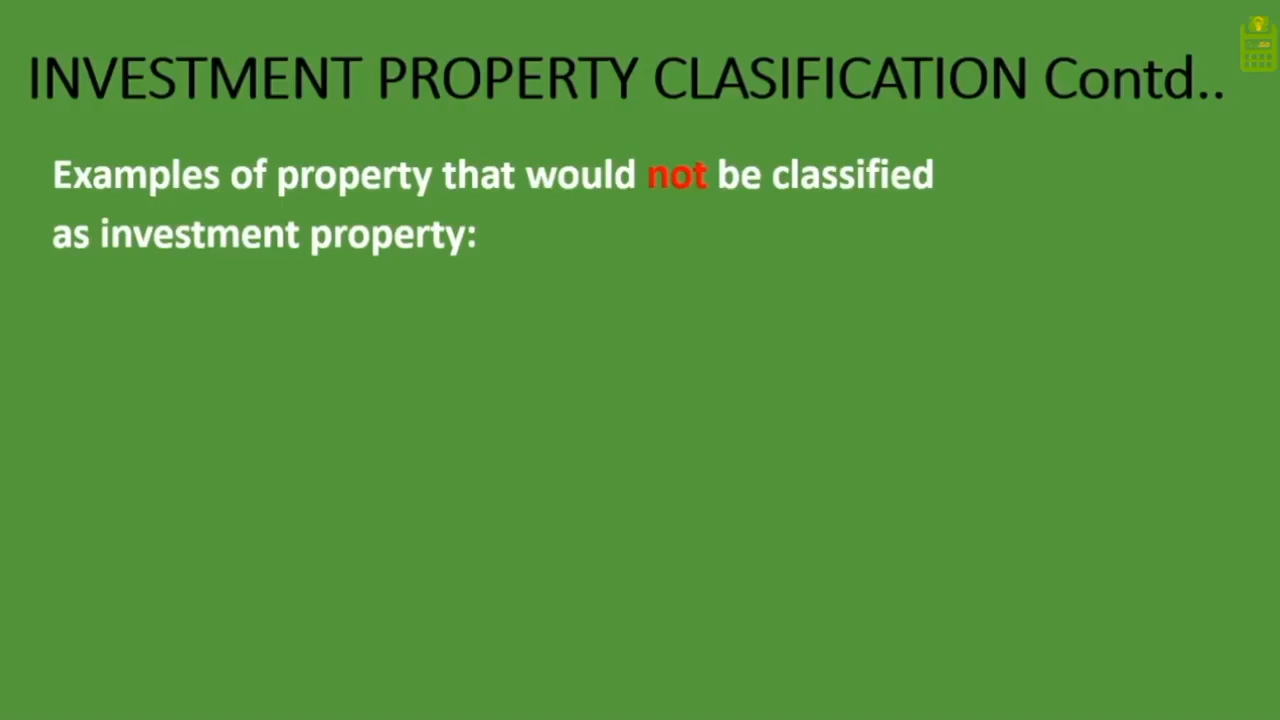 INVESTMENT PROPERTY CLASIFICATION Contd..
Examples of property that would not be classified
as investment property: